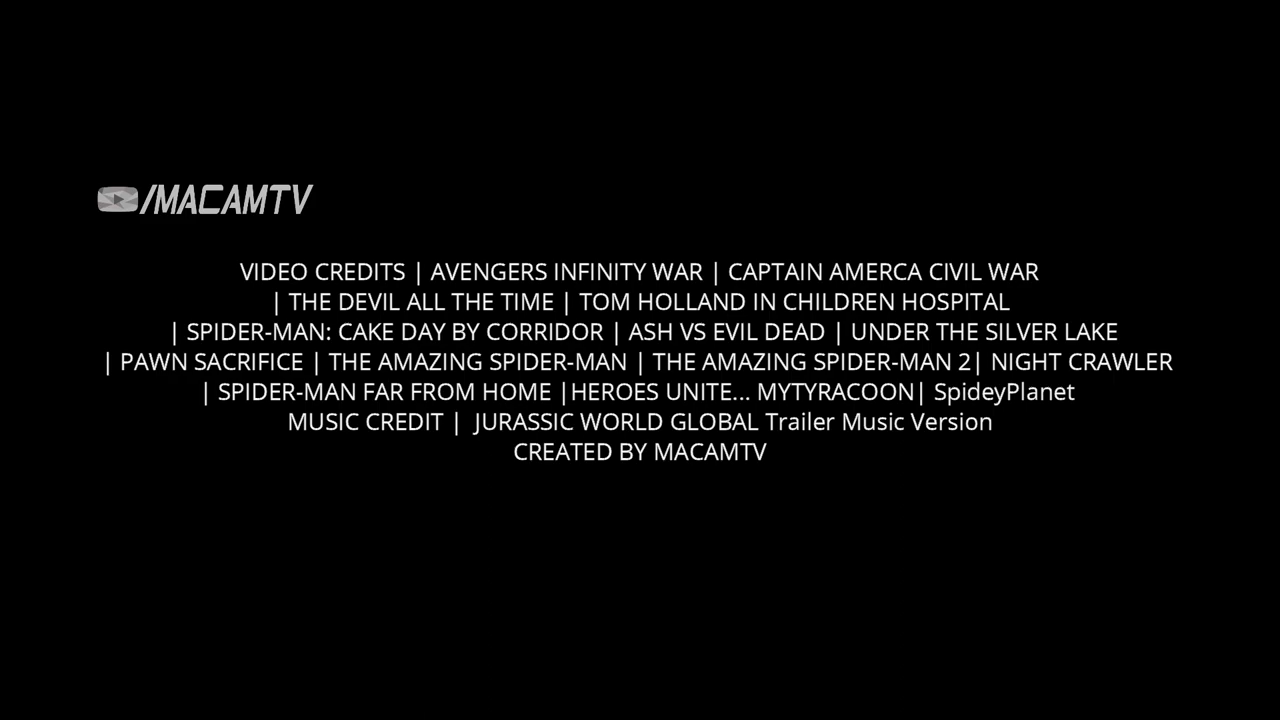 /MACAMTV
VIDEO CREDITS | AVENGERS INFINITY WAR | CAPTAIN AMERCA CIVIL WAR
| THE DEVIL ALL THE TIME | TOM HOLLAND IN CHILDREN HOSPITAL
| SPIDER-MAN: CAKE DAY BY CORRIDOR | ASH VS EVIL DEAD | UNDER THE SILVER LAKE
| PAWN SACRIFICE | THE AMAZING SPIDER-MAN | THE AMAZING SPIDER-MAN 2| NIGHT CRAWLER
| SPIDER-MAN FAR FROM HOME |HEROES UNITE... MYTYRACOON| SpideyPlanet
MUSIC CREDIT | JURASSIC WORLD GLOBAL Trailer Music Version
CREATED BY MACAMTV